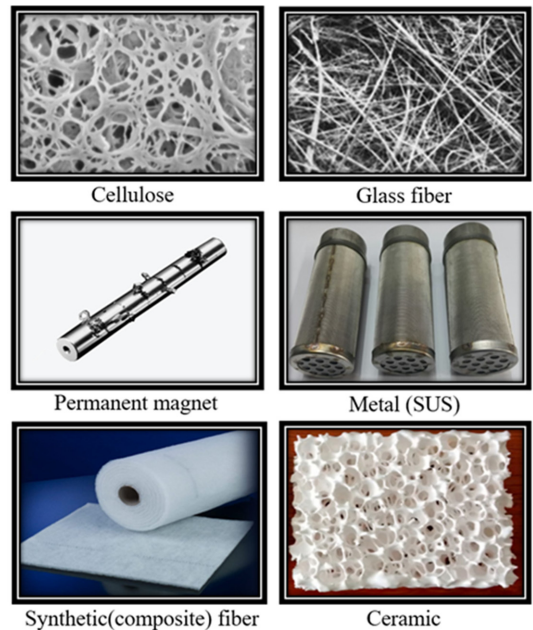 Cellulose
Glass fiber
Permanent magnet
Metal (SUS)
Synthetic(composite) fiber
Ceramic